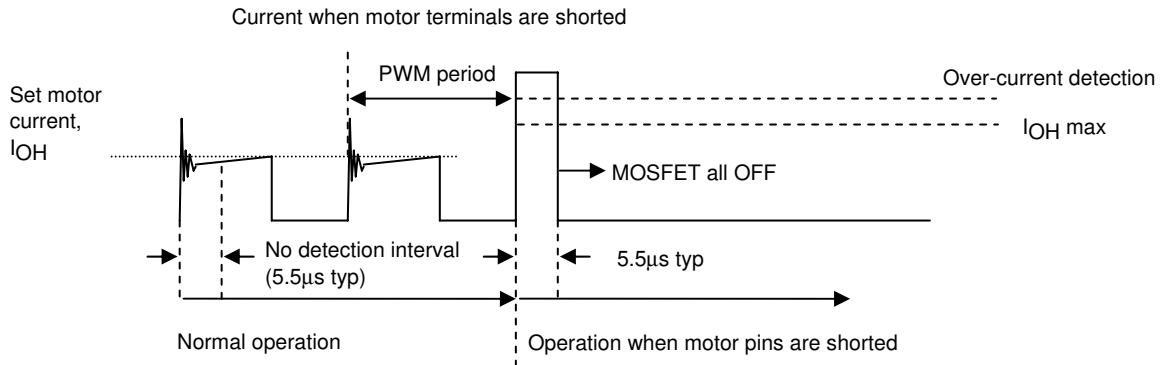 Current when motor terminals are shorted
PWM period
Over-current detection
Set motor
current,
IOH
IOH max
MOSFET all OFF
No detection interval
(5.5μs typ)
5.5μs typ
Normal operation
Operation when motor pins are shorted